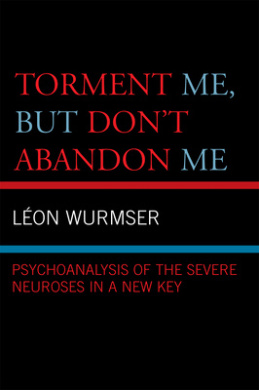 TORMENT ME,
BUT DON'T
ABANDON ME
LÉON WURMSER
PSYCHOANALYSIS OF THE SEVERE
NEUROSES IN A NEW KEY